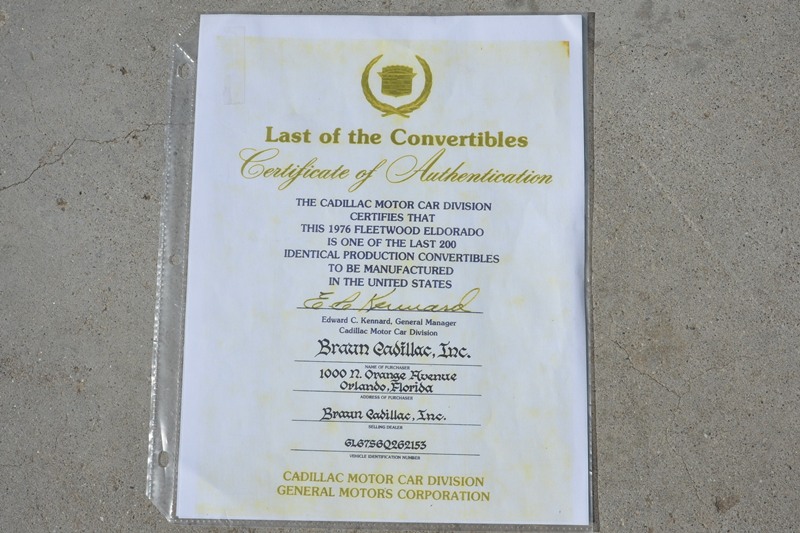 Last of the Convertibles
Certificate of Authentication
THE CADILLAC MOTOR CAR DIVISION
CERTIFIES THAT
THIS 1976 FLEETWOOD ELDORADO
IS ONE OF THE LAST 200
IDENTICAL PRODUCTION CONVERTIBLES
TO BE MANUFACTURED
IN THE UNITED STATES
E C Kennard
Edward C. Kennard, General Manager
Cadillac Motor Car Division
Braun Cadillac, Inc.
NAME OF PURCHASER
1000 N. Orange Avenue
Orlando, Florida
ADDRESS OF PURCHASER
Braun Cadillac, Inc.
SELLING DEALER
6L67S6Q262153
VEHICLE IDENTIFICATION NUMBER
CADILLAC MOTOR CAR DIVISION
GENERAL MOTORS CORPORATION